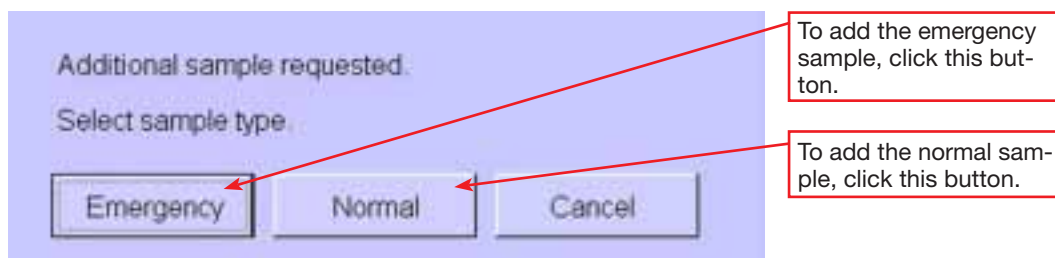 Additional sample requested.
Select sample type.
Emergency
Normal
Cancel
To add the emergency
sample, click this but-
ton.
To add the normal sam-
ple, click this button.